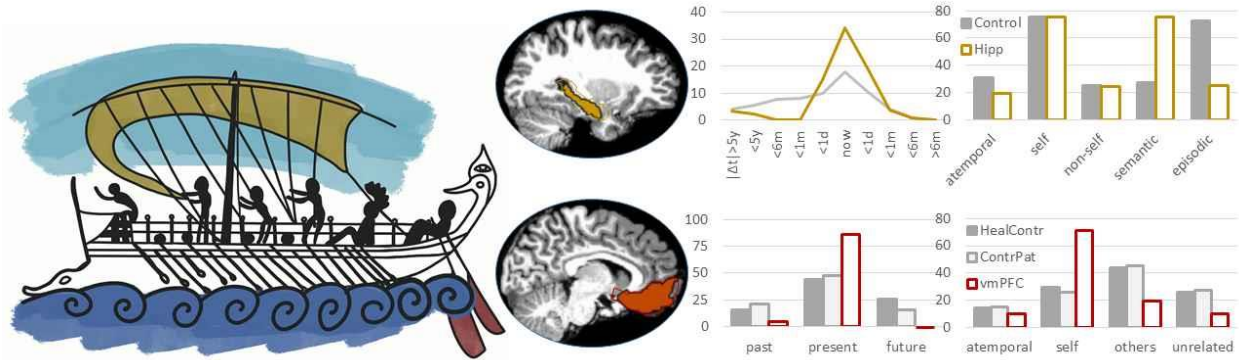 40
30
20
10
0
|Δt|>5y
<5y
<6m
<1m
<1d
now
<1d
<1m
<6m
>6m
80
60
40
20
0
Control
Hipp
atemporal
self
non-self
semantic
episodic
100
75
50
25
0
past
present
future
80
60
40
20
0
HealContr
ContrPat
vmPFC
atemporal
self
others
unrelated